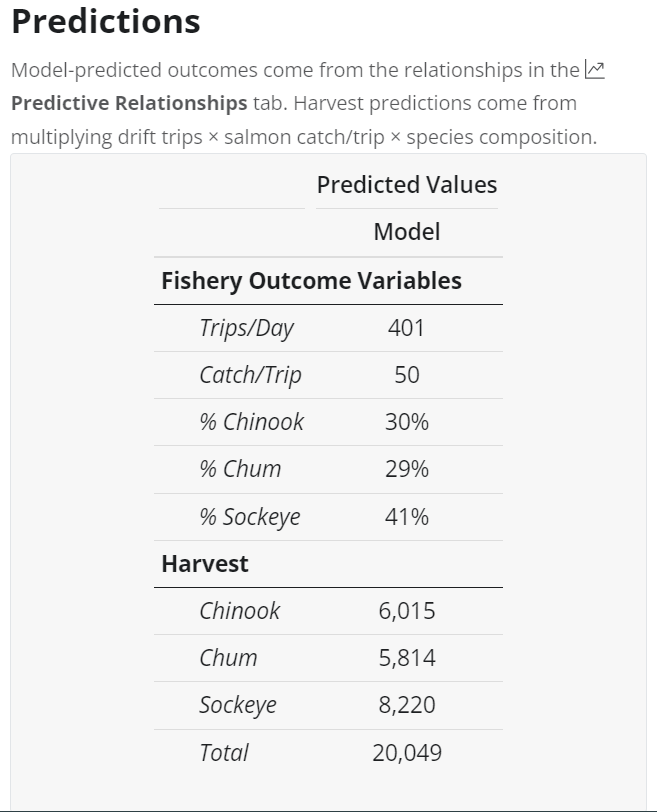 Predictions
Model-predicted outcomes come from the relationships in the
Predictive Relationships tab. Harvest predictions come from
multiplying drift trips × salmon catch/trip × species composition.
Predicted Values
Model
Fishery Outcome Variables
Trips/Day 401
Catch/Trip 50
% Chinook 30%
% Chum 29%
% Sockeye 41%
Harvest
Chinook 6,015
Chum 5,814
Sockeye 8,220
Total 20,049